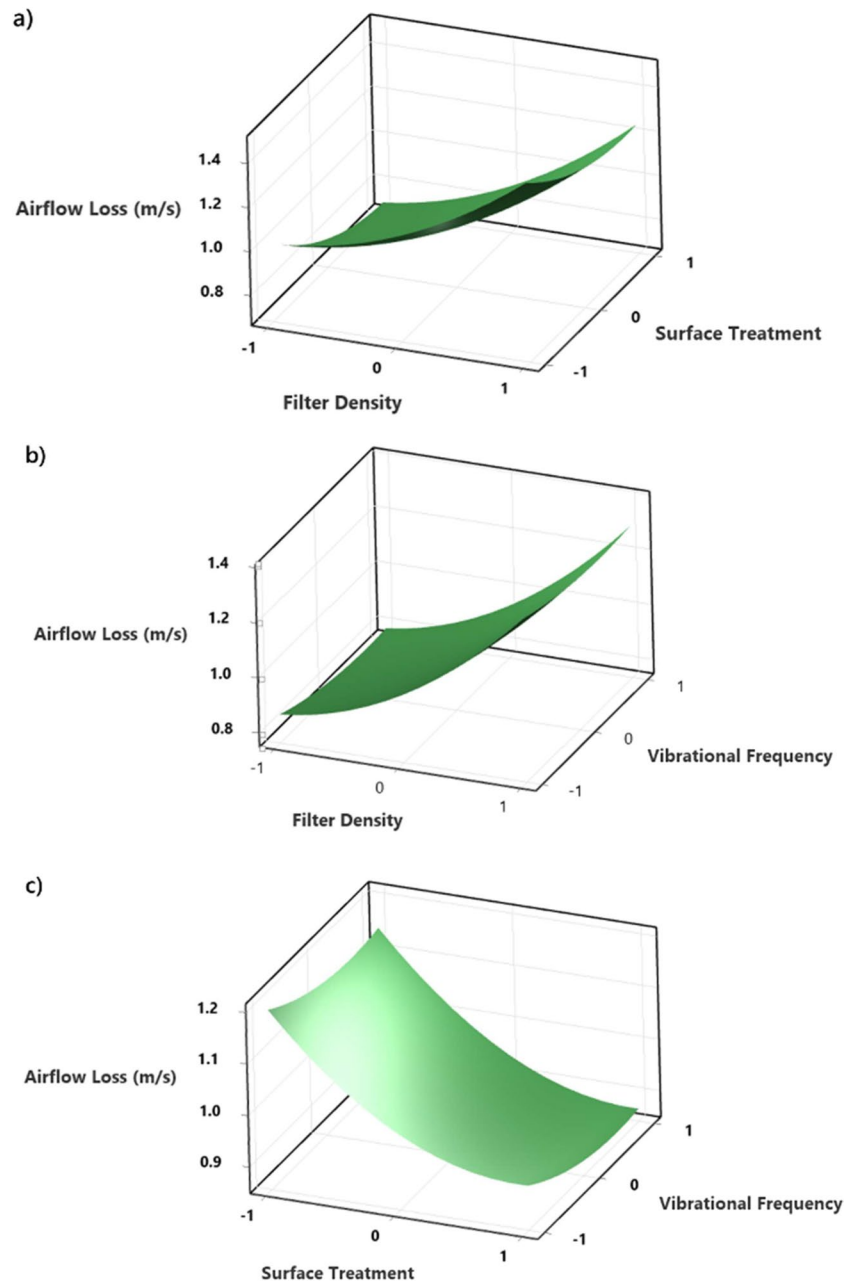 a)
1.4
1.2
Airflow Loss (m/s)
1.0
0.8
-1
0
1
Filter Density
1
0
Surface Treatment
-1
b)
1.4
1.2
Airflow Loss (m/s)
1.0
0.8
-1
0
1
Filter Density
1
0
Vibrational Frequency
-1
c)
1.2
1.1
Airflow Loss (m/s)
1.0
0.9
-1
0
1
Surface Treatment
1
0
Vibrational Frequency
-1